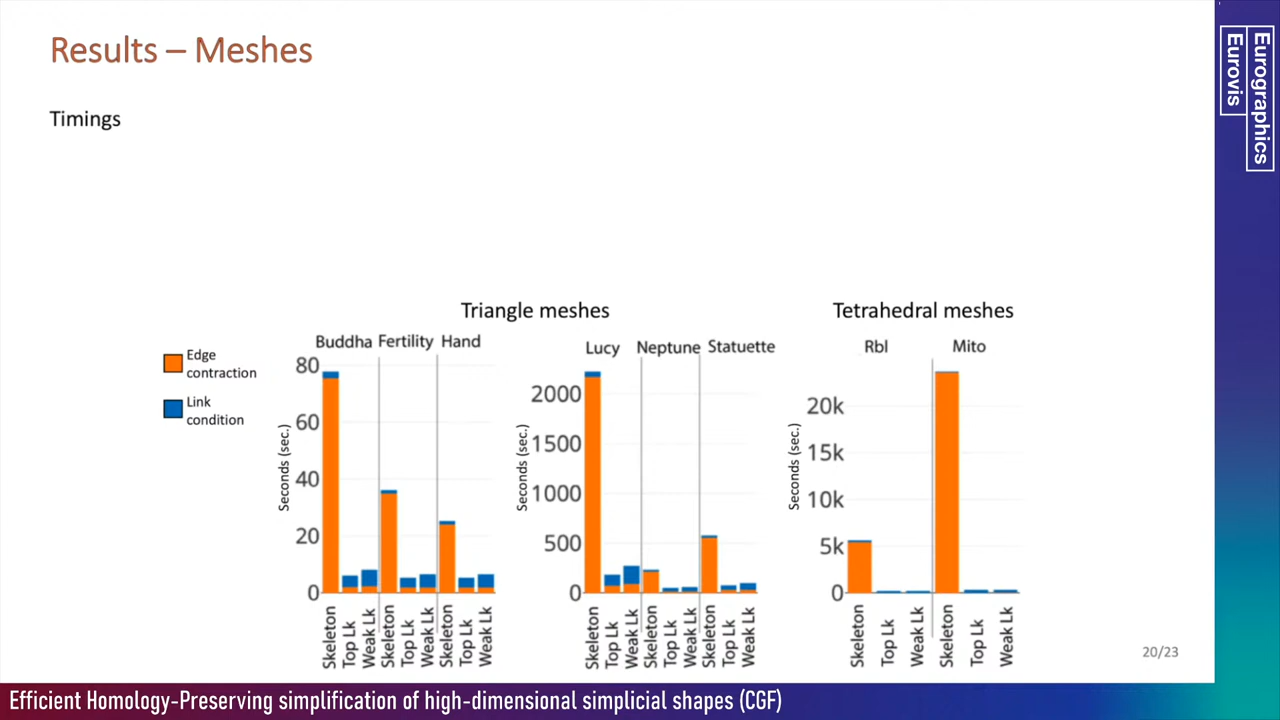 Results – Meshes
Timings
Eurographics
Eurovis
Triangle meshes
Tetrahedral meshes
Edge
contraction
Link
condition
Buddha Fertility Hand
80
60
40
20
0
Seconds (sec.)
Skeleton
Top Lk
Weak Lk
Skeleton
Top Lk
Weak Lk
Skeleton
Top Lk
Weak Lk
Lucy Neptune Statuette
2000
1500
1000
500
0
Seconds (sec.)
Skeleton
Top Lk
Weak Lk
Skeleton
Top Lk
Weak Lk
Skeleton
Top Lk
Weak Lk
Rbl Mito
20k
15k
10k
5k
0
Seconds (sec.)
Skeleton
Top Lk
Weak Lk
Skeleton
Top Lk
Weak Lk
20/23
Efficient Homology-Preserving simplification of high-dimensional simplicial shapes (CGF)